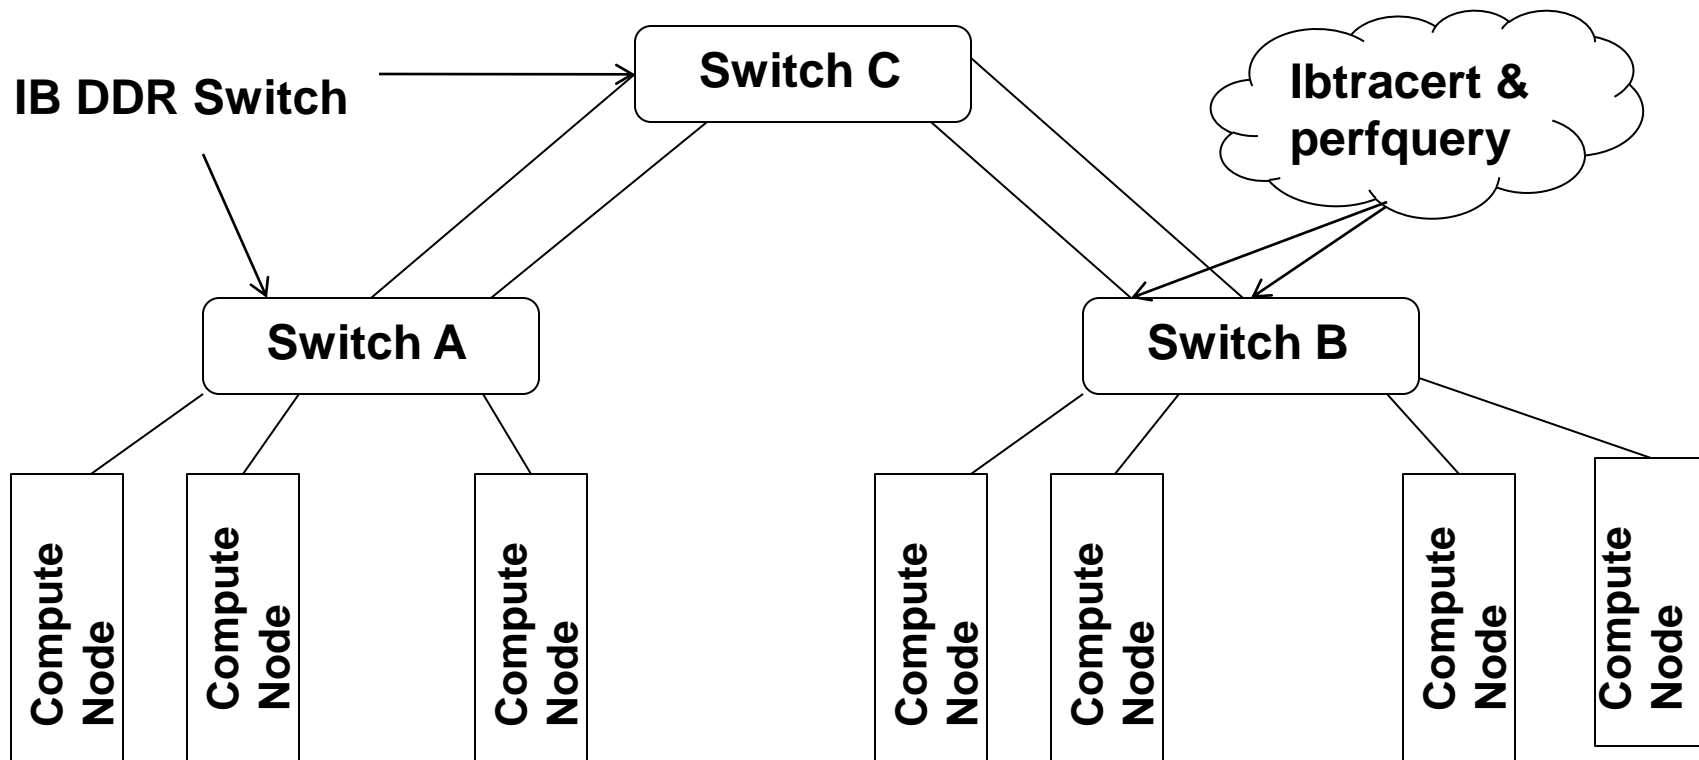 Switch C
IB DDR Switch
Ibtracert &
perfquery
Switch A
Switch B
Compute
Node
Compute
Node
Compute
Node
Compute
Node
Compute
Node
Compute
Node
Compute
Node